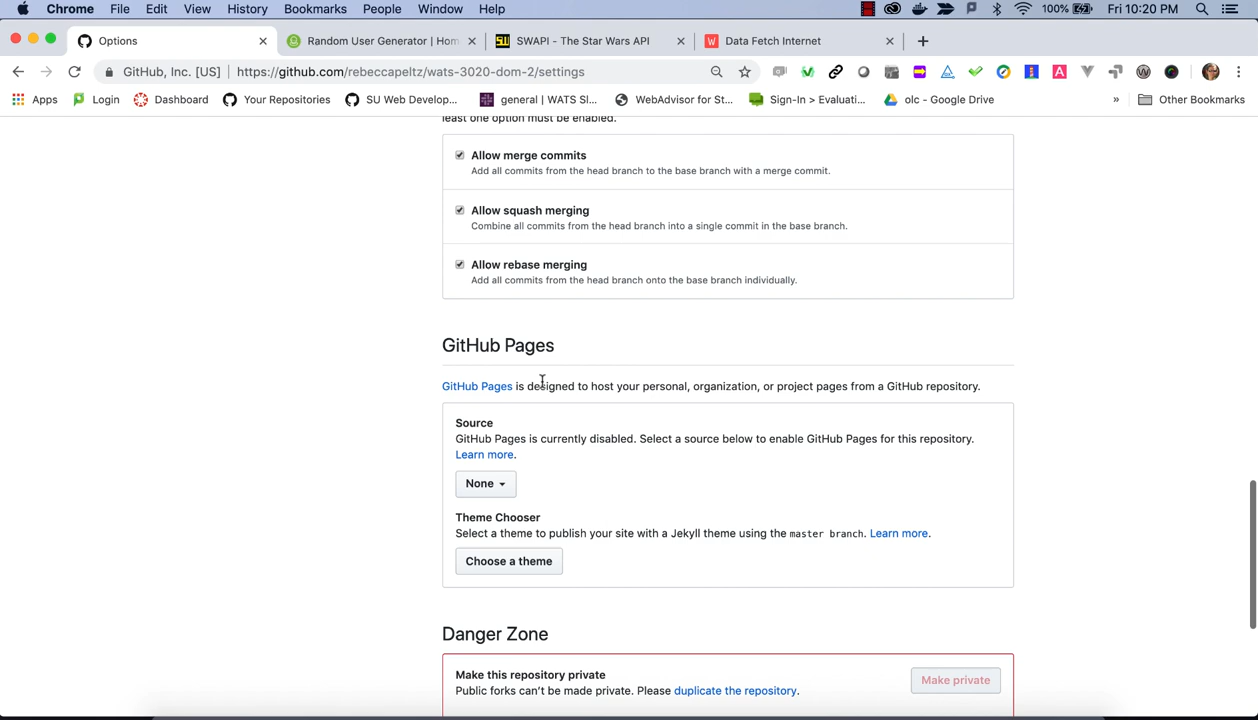 Chrome File Edit View History Bookmarks People Window Help 100% Fri 10:20 PM
Options Random User Generator | Hom SWAPI - The Star Wars API Data Fetch Internet
GitHub, Inc. [US] https://github.com/rebeccapeltz/wats-3020-dom-2/settings
Apps Login Dashboard Your Repositories SU Web Develop... general | WATS Sl... WebAdvisor for St... Sign-In > Evaluati... olc - Google Drive » Other Bookmarks
least one option must be enabled.
Allow merge commits
Add all commits from the head branch to the base branch with a merge commit.
Allow squash merging
Combine all commits from the head branch into a single commit in the base branch.
Allow rebase merging
Add all commits from the head branch onto the base branch individually.
GitHub Pages
GitHub Pages is designed to host your personal, organization, or project pages from a GitHub repository.
Source
GitHub Pages is currently disabled. Select a source below to enable GitHub Pages for this repository.
Learn more.
None
Theme Chooser
Select a theme to publish your site with a Jekyll theme using the master branch. Learn more.
Choose a theme
Danger Zone
Make this repository private
Public forks can't be made private. Please duplicate the repository.
Make private